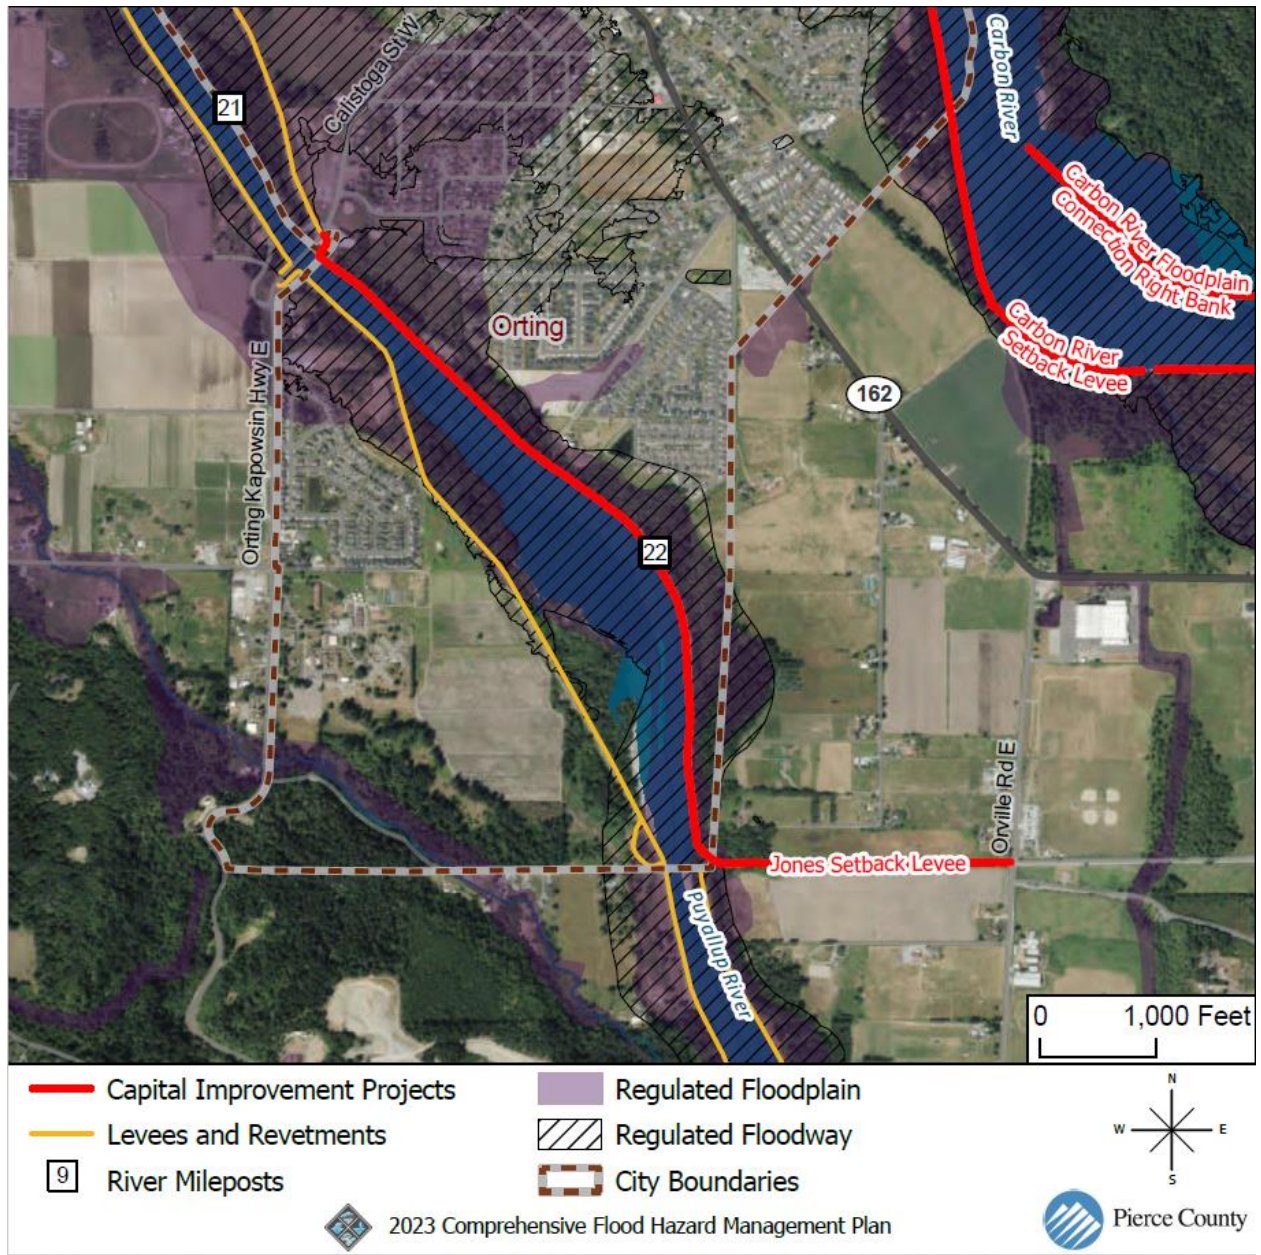 Calistoga St W
21
Carbon River
Carbon River Floodplain
Connection Right Bank
Orting
Carbon River
Setback Levee
162
Orting Kapowsin Hwy E
22
Orville Rd E
Jones Setback Levee
Puyallup River
0 1,000 Feet
Capital Improvement Projects
Levees and Revetments
9 River Mileposts
Regulated Floodplain
Regulated Floodway
City Boundaries
N
W E
S
2023 Comprehensive Flood Hazard Management Plan
Pierce County